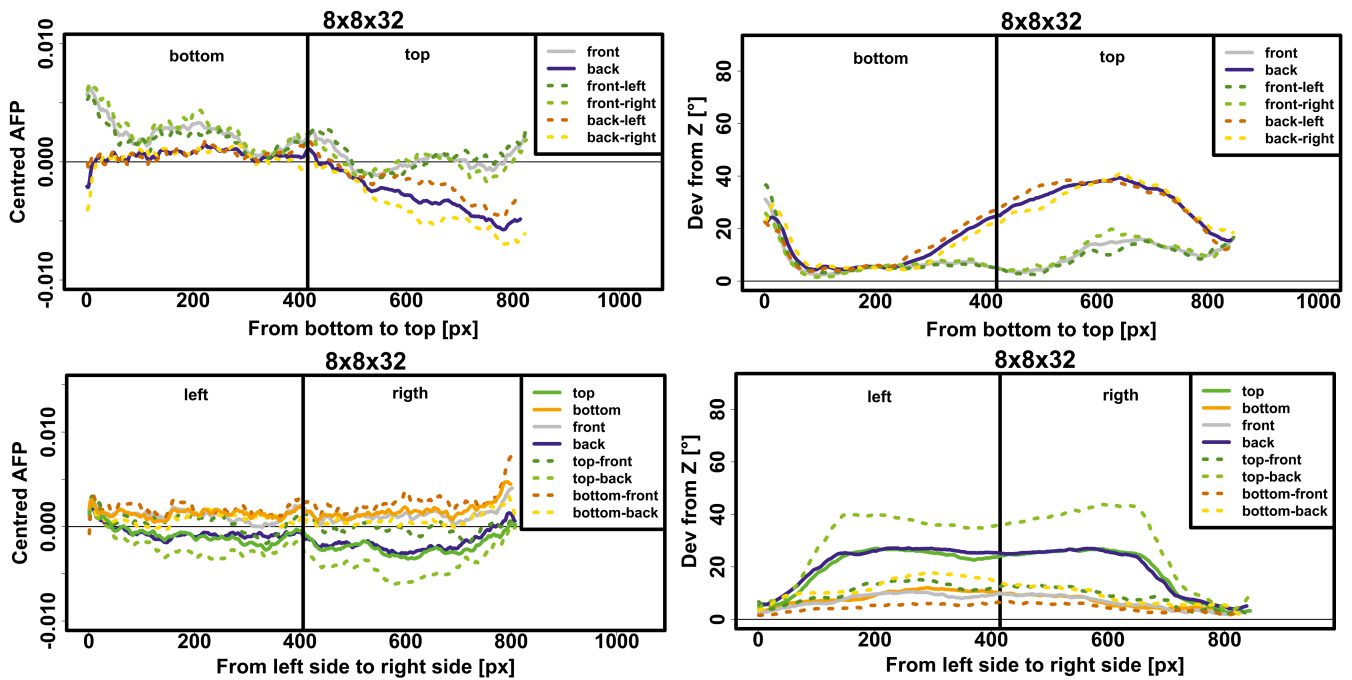 8x8x32
bottom
top
front
back
front-left
front-right
back-left
back-right
0.010
0.000
-0.010
Centred AFP
0 200 400 600 800 1000
From bottom to top [px]
8x8x32
bottom
top
front
back
front-left
front-right
back-left
back-right
80
60
40
20
0
Dev from Z [°]
0 200 400 600 800 1000
From bottom to top [px]
8x8x32
left
rigth
top
bottom
front
back
top-front
top-back
bottom-front
bottom-back
0.010
0.000
-0.010
Centred AFP
0 200 400 600 800 1000
From left side to right side [px]
8x8x32
left
rigth
top
bottom
front
back
top-front
top-back
bottom-front
bottom-back
80
60
40
20
0
Dev from Z [°]
0 200 400 600 800
From left side to right side [px]